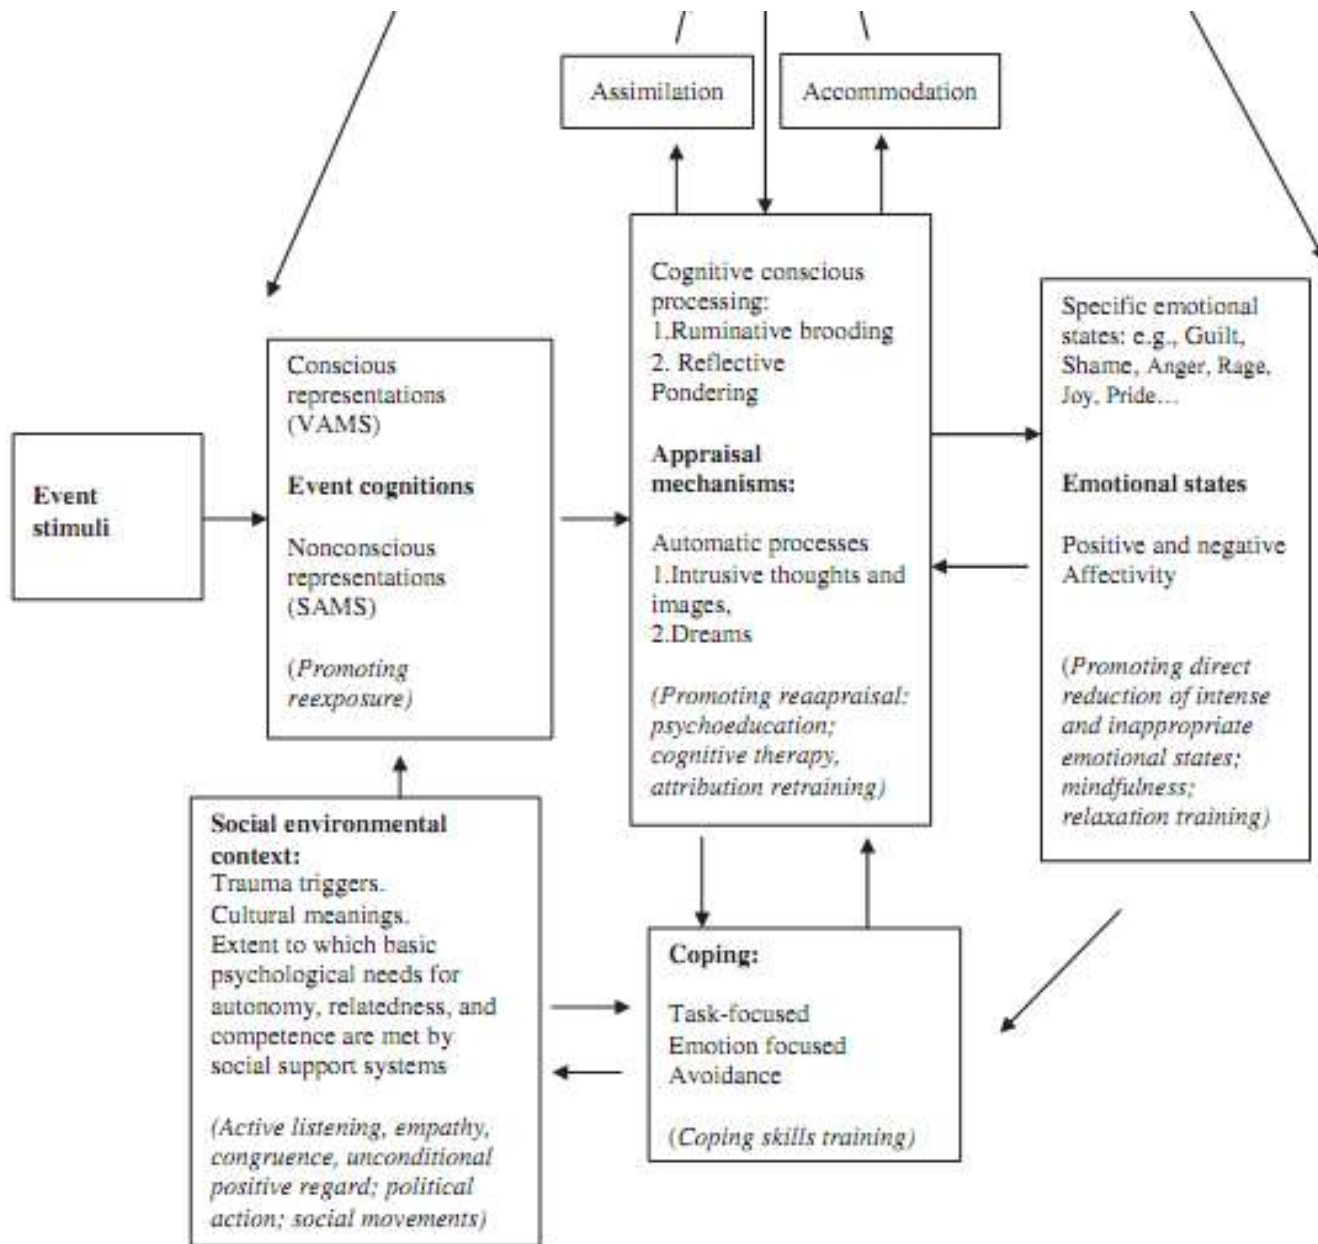 Assimilation
Accommodation
Event
stimuli
Conscious
representations
(VAMS)
Event cognitions
Nonconscious
representations
(SAMS)
(Promoting
reexposure)
Cognitive conscious
processing:
1.Ruminative brooding
2. Reflective
Pondering
Appraisal
mechanisms:
Automatic processes
1.Intrusive thoughts and
images,
2.Dreams
(Promoting reaapraisal:
psychoeducation;
cognitive therapy,
attribution retraining)
Specific emotional
states: e.g., Guilt,
Shame, Anger, Rage,
Joy, Pride…
Emotional states
Positive and negative
Affectivity
(Promoting direct
reduction of intense
and inappropriate
emotional states;
mindfulness;
relaxation training)
Social environmental
context:
Trauma triggers.
Cultural meanings.
Extent to which basic
psychological needs for
autonomy, relatedness, and
competence are met by
social support systems
(Active listening, empathy,
congruence, unconditional
positive regard; political
action; social movements)
Coping:
Task-focused
Emotion focused
Avoidance
(Coping skills training)